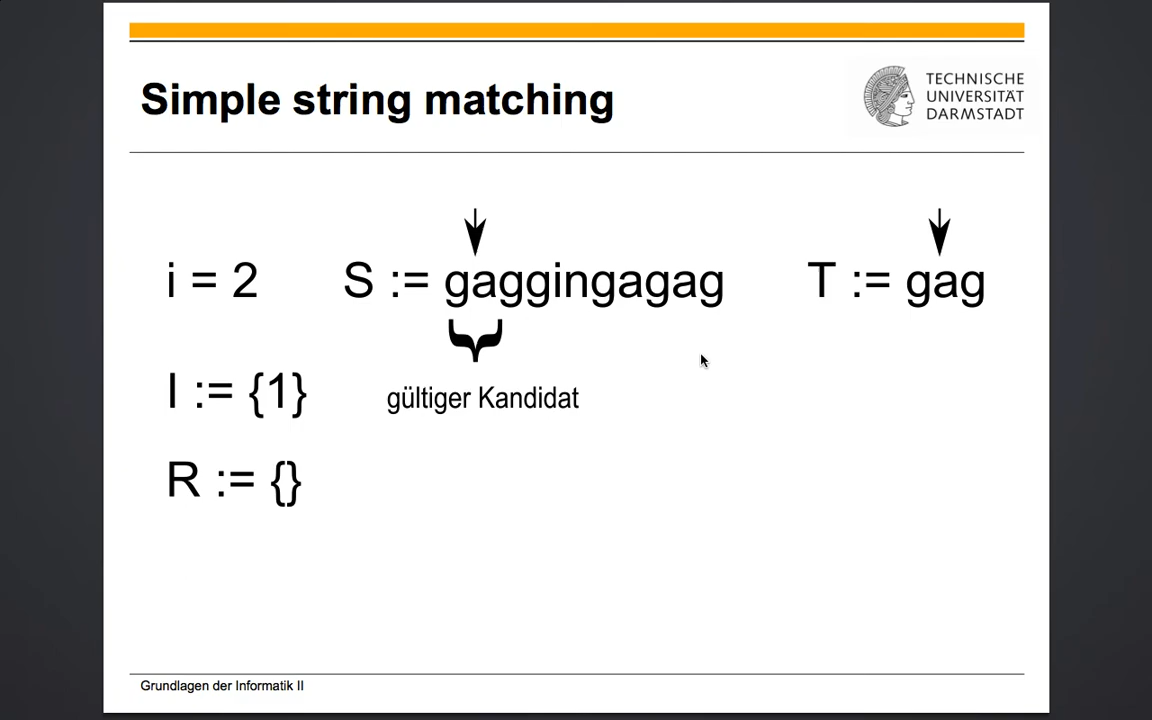 Simple string matching
TECHNISCHE
UNIVERSITÄT
DARMSTADT
i = 2 S := gaggingagag T := gag
I := {1} gültiger Kandidat
R := {}
Grundlagen der Informatik II